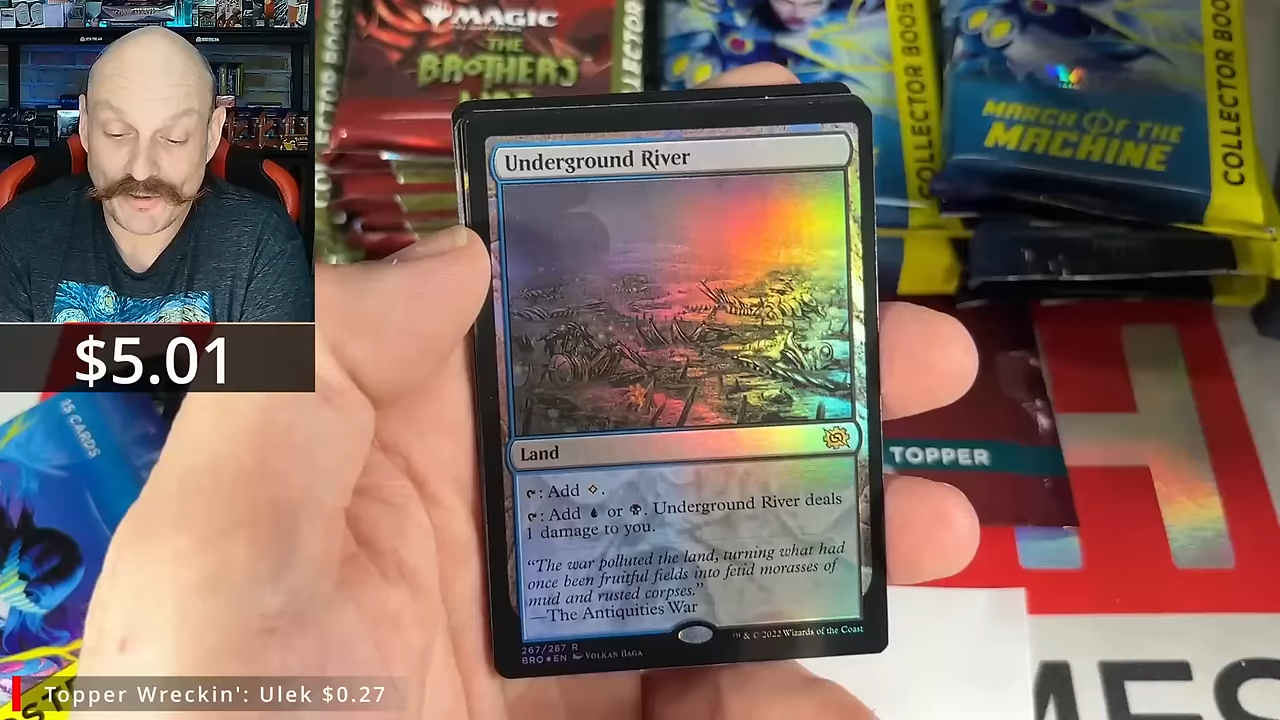 MAGIC
THE
BROTHERS
COLLECTOR BOOS
MARCH OF THE
MACHINE
COLLECTOR BOO
Underground River
$5.01
15 CARDS
Land
TOPPER
: Add .
: Add or . Underground River deals
1 damage to you.
"The war polluted the land, turning what had
once been fruitful fields into fetid morasses of
mud and rusted corpses."
—The Antiquities War
267/287 R
BRO★EN VOLKAN BAGA
™ & © 2022 Wizards of the Coast
Topper Wreckin': Ulek $0.27